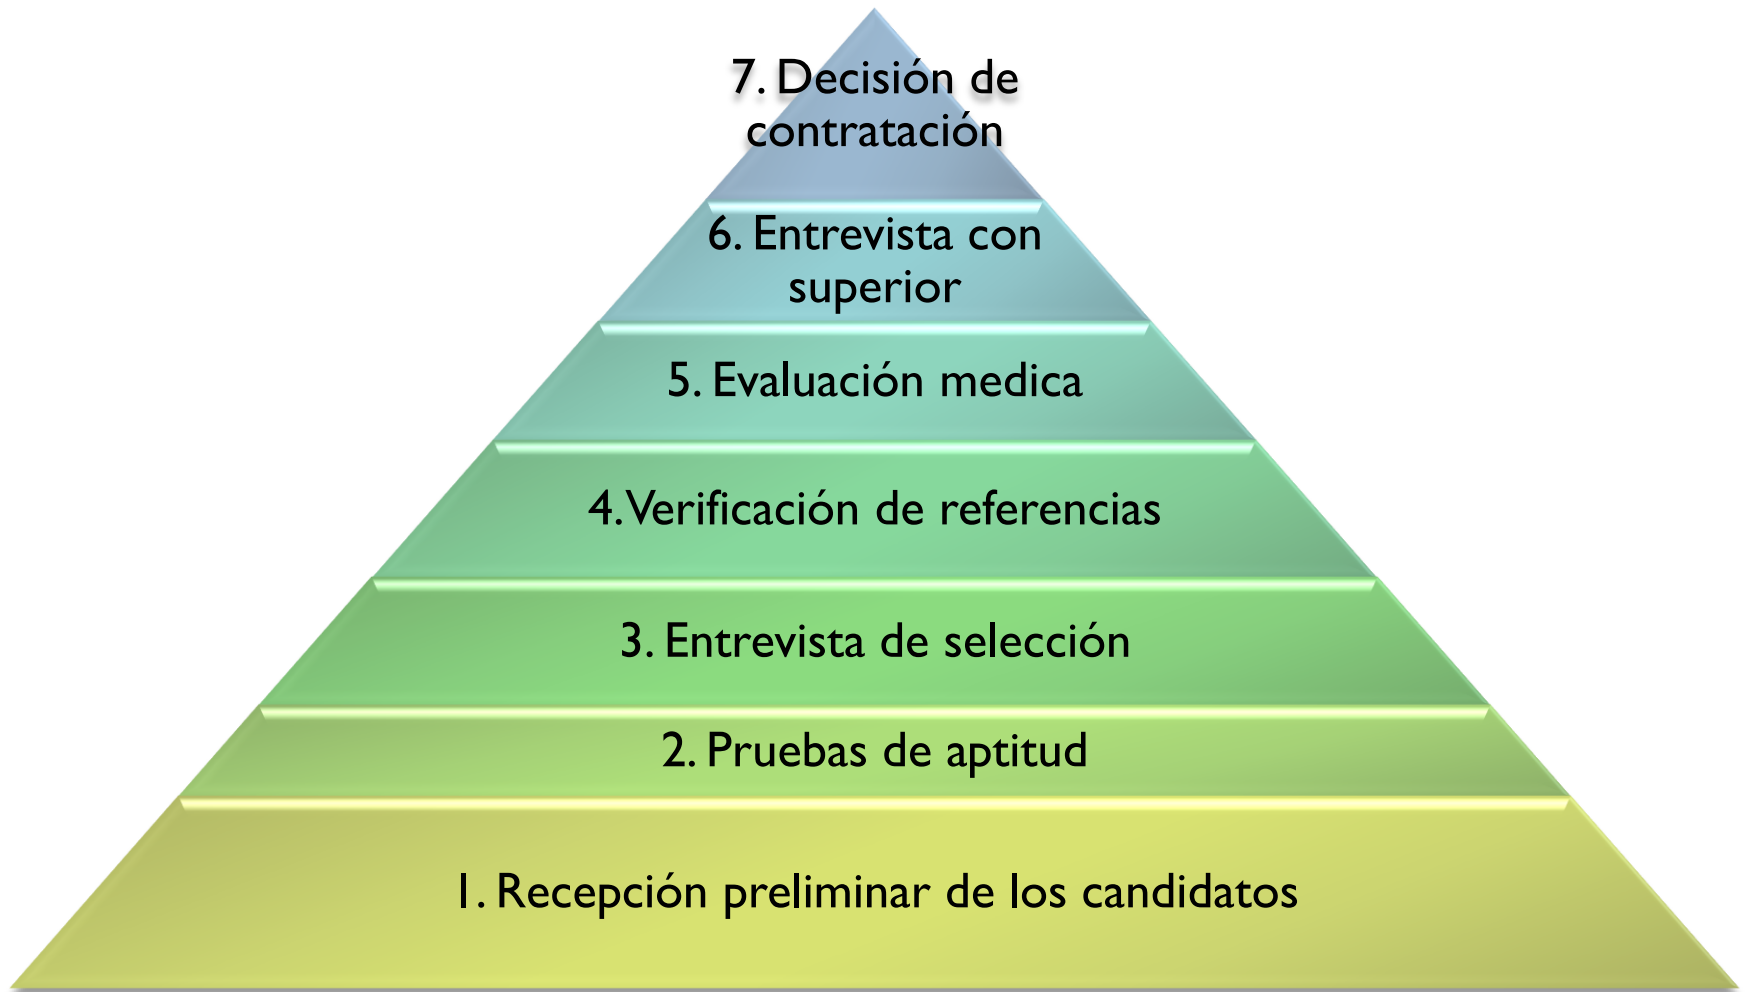 7. Decisión de
contratación
6. Entrevista con
superior
5. Evaluación medica
4. Verificación de referencias
3. Entrevista de selección
2. Pruebas de aptitud
1. Recepción preliminar de los candidatos